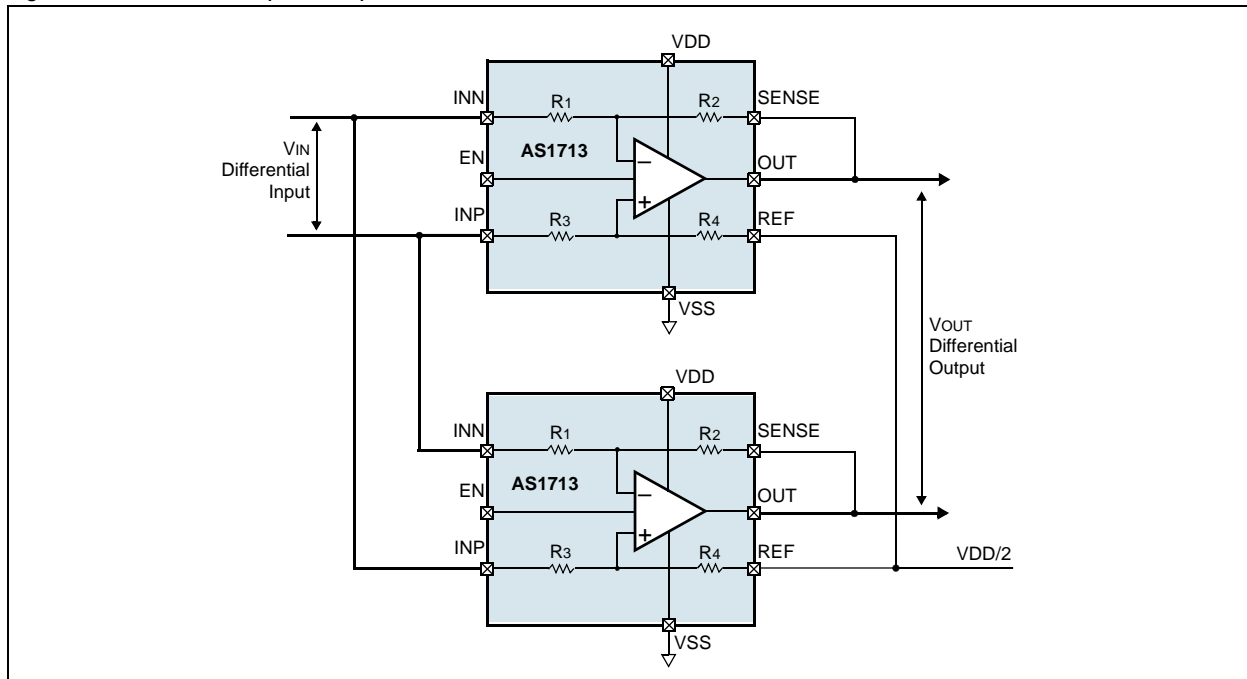 VDD
INN
R1
R2
SENSE
VIN
Differential
Input
EN
AS1713
OUT
INP
R3
R4
REF
VSS
VOUT
Differential
Output
VDD
INN
R1
R2
SENSE
EN
AS1713
OUT
INP
R3
R4
REF
VDD/2
VSS